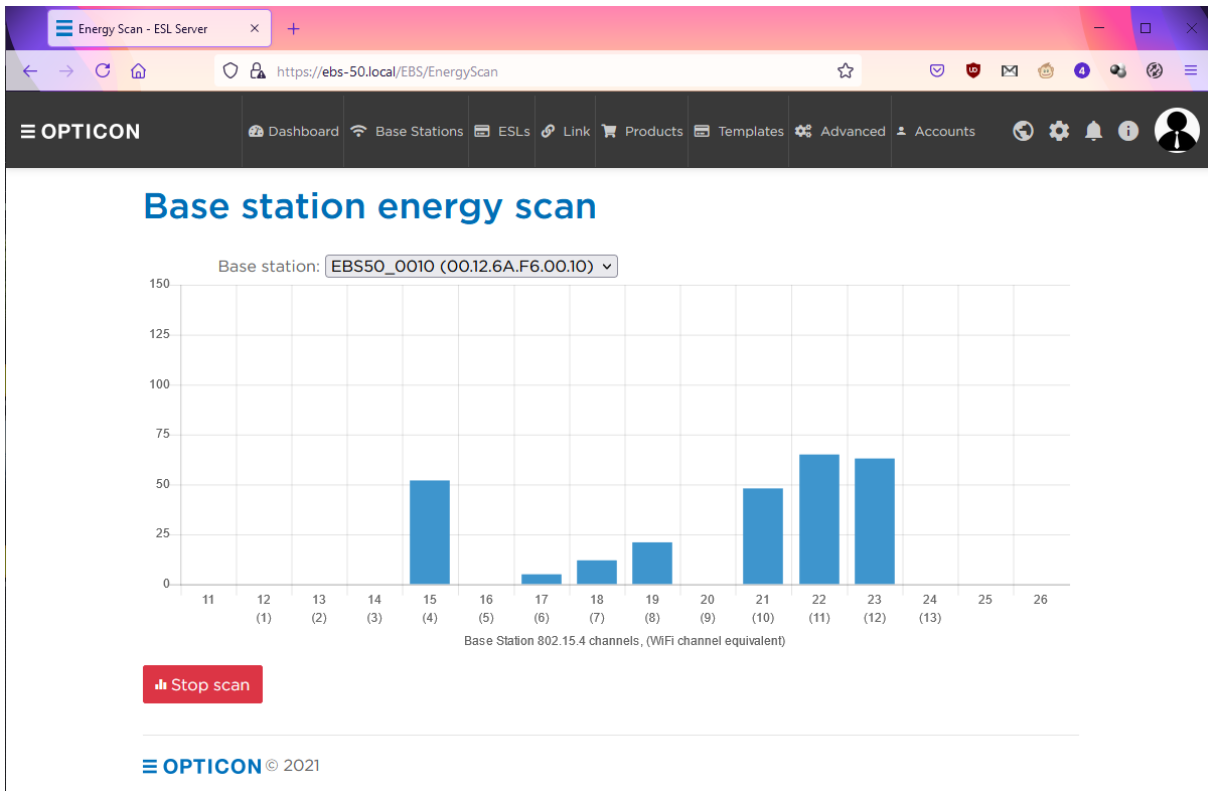 Energy Scan - ESL Server
https://ebs-50.local/EBS/EnergyScan
4
OPTICON
Dashboard Base Stations ESLs Link Products Templates Advanced Accounts
Base station energy scan
Base station: EBS50_0010 (00.12.6A.F6.00.10)
150
125
100
75
50
25
0
11 12 13 14 15 16 17 18 19 20 21 22 23 24 25 26
(1) (2) (3) (4) (5) (6) (7) (8) (9) (10) (11) (12) (13)
Base Station 802.15.4 channels, (WiFi channel equivalent)
Stop scan
OPTICON © 2021